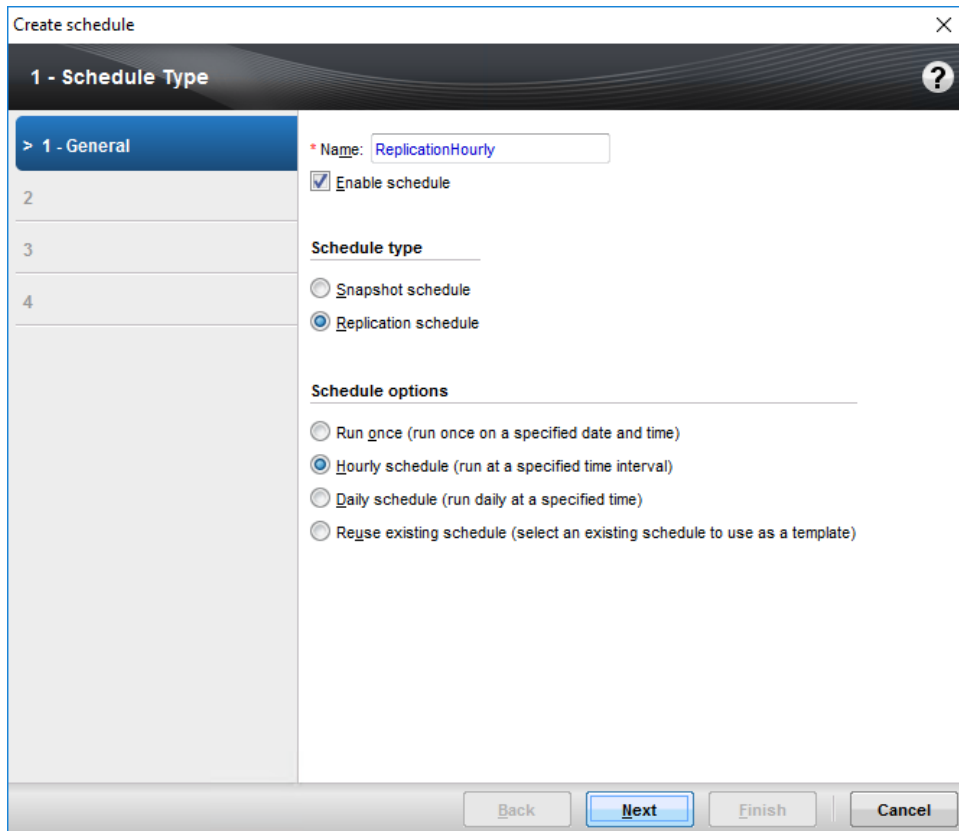 Create schedule
1 - Schedule Type
?
> 1 - General
2
3
4
* Name: ReplicationHourly
Enable schedule
Schedule type
Snapshot schedule
Replication schedule
Schedule options
Run once (run once on a specified date and time)
Hourly schedule (run at a specified time interval)
Daily schedule (run daily at a specified time)
Reuse existing schedule (select an existing schedule to use as a template)
Back Next Finish Cancel